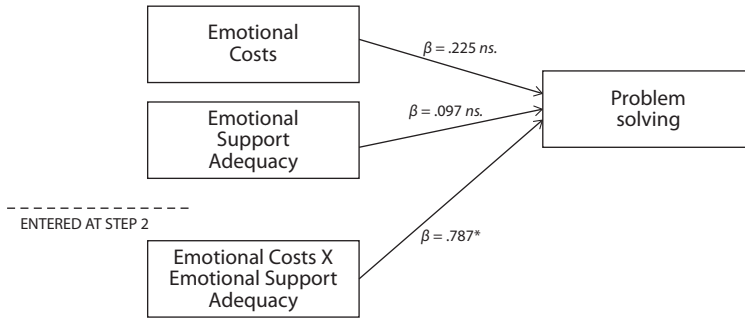 Emotional
Costs
β = .225 ns.
Emotional
Support
Adequacy
β = .097 ns.
Problem
solving
ENTERED AT STEP 2
Emotional Costs X
Emotional Support
Adequacy
β = .787*